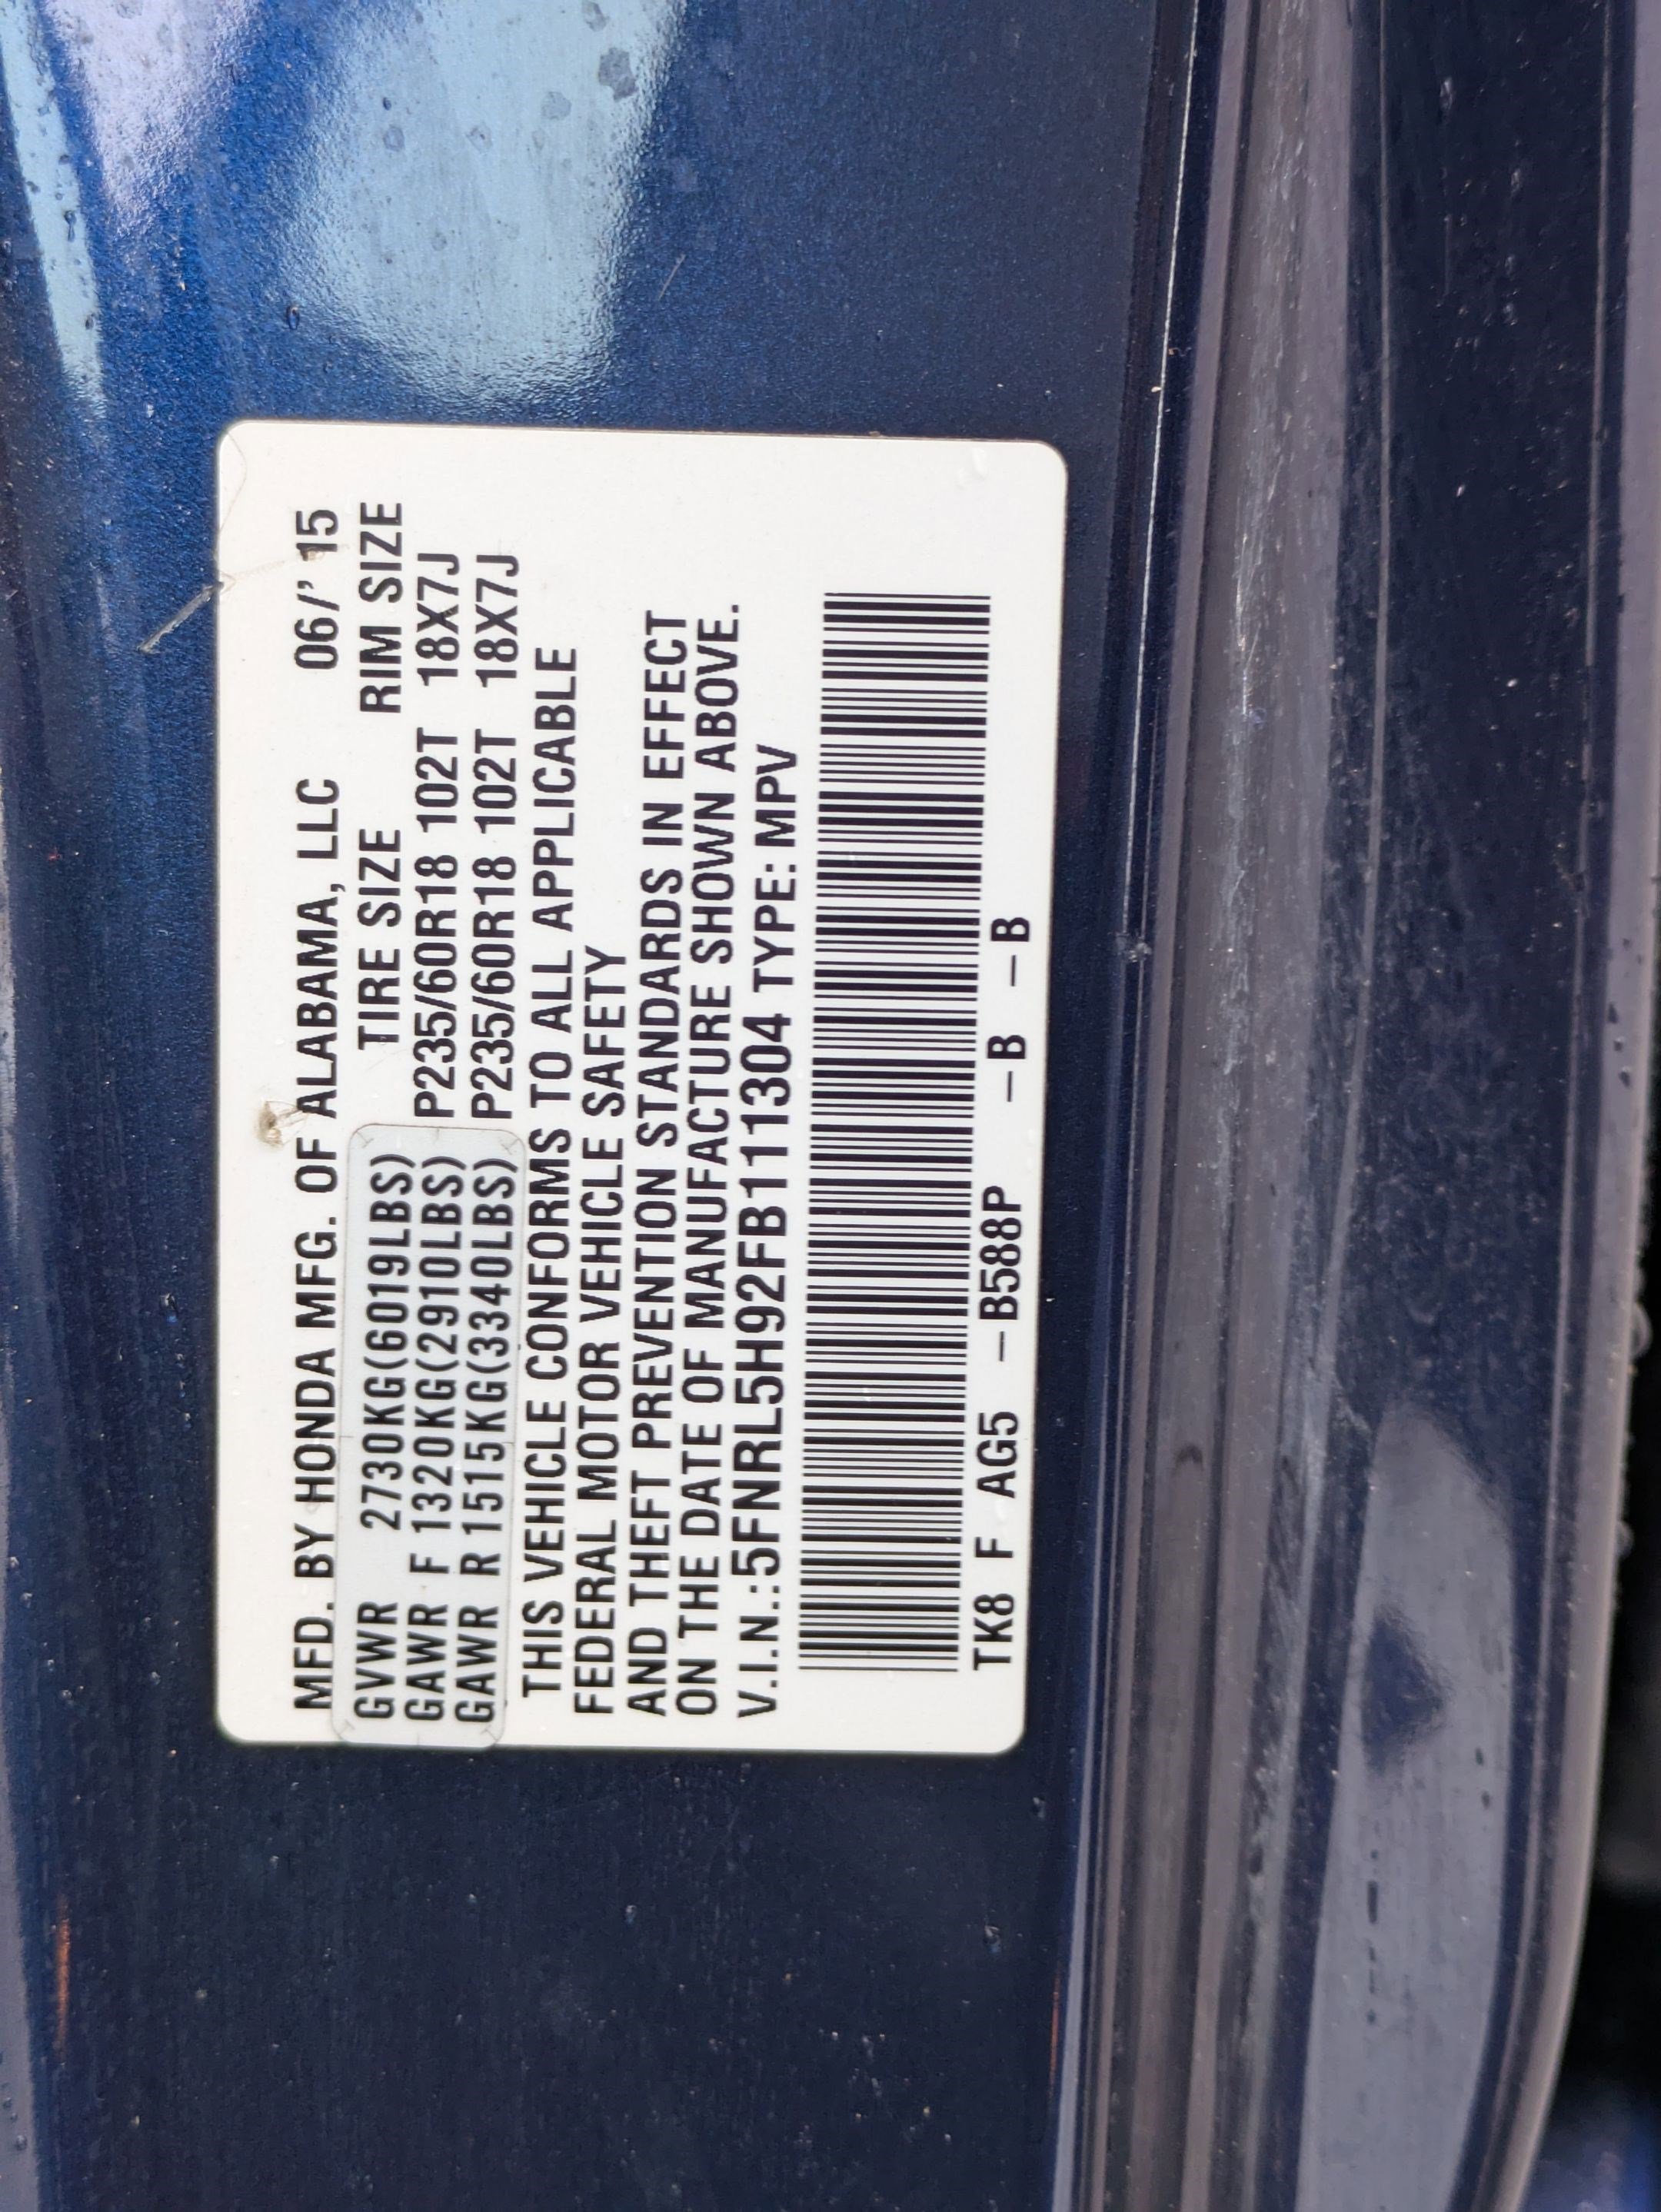 MFD. BY HONDA MFG. OF ALABAMA, LLC 06/'15
TIRE SIZE RIM SIZE
GVWR 2730KG(6019LBS)
GAWR F 1320KG(2910LBS) P235/60R18 102T 18X7J
GAWR R 1515KG(3340LBS) P235/60R18 102T 18X7J
THIS VEHICLE CONFORMS TO ALL APPLICABLE
FEDERAL MOTOR VEHICLE SAFETY
AND THEFT PREVENTION STANDARDS IN EFFECT
ON THE DATE OF MANUFACTURE SHOWN ABOVE.
V.I.N.:5FNRL5H92FB111304 TYPE: MPV
TK8 F AG5 –B588P –B –B